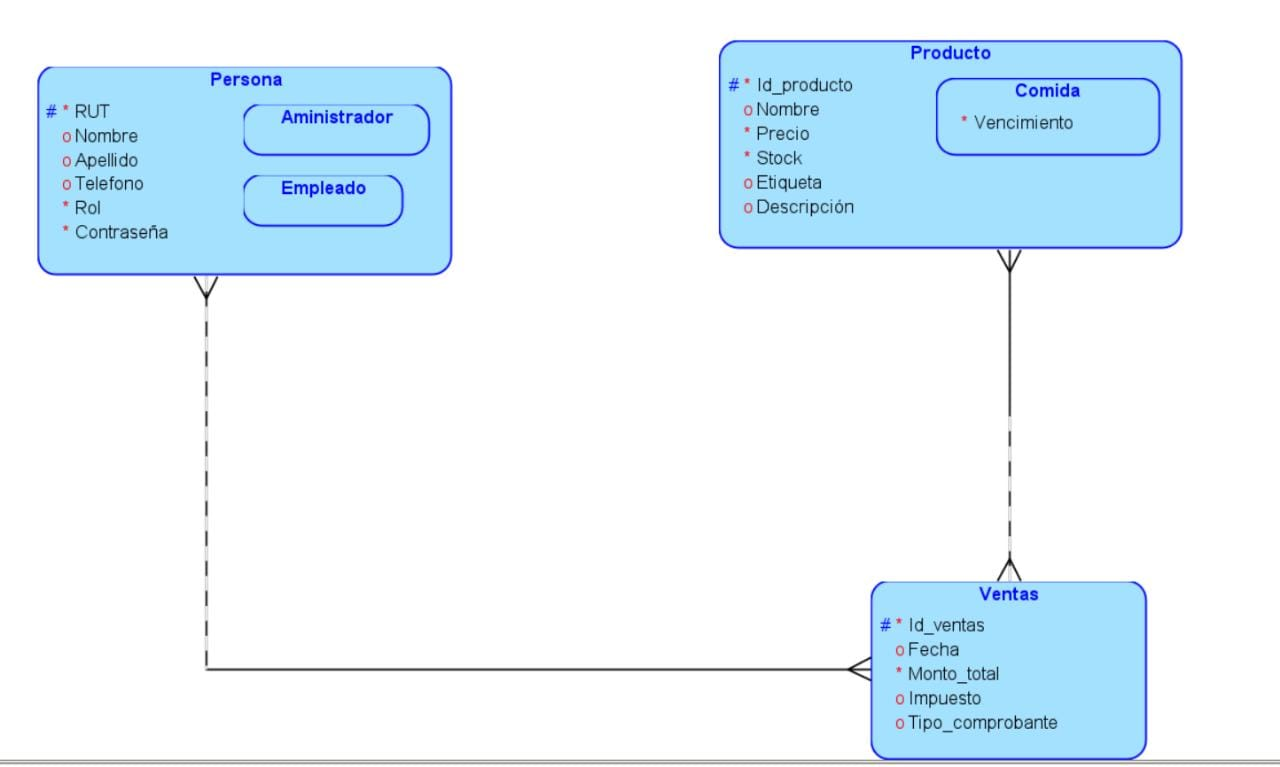 Persona
# * RUT
o Nombre
o Apellido
o Telefono
* Rol
* Contraseña
Aministrador
Empleado
Producto
# * Id_producto
o Nombre
* Precio
* Stock
o Etiqueta
o Descripción
Comida
* Vencimiento
Ventas
# * Id_ventas
o Fecha
* Monto_total
o Impuesto
o Tipo_comprobante